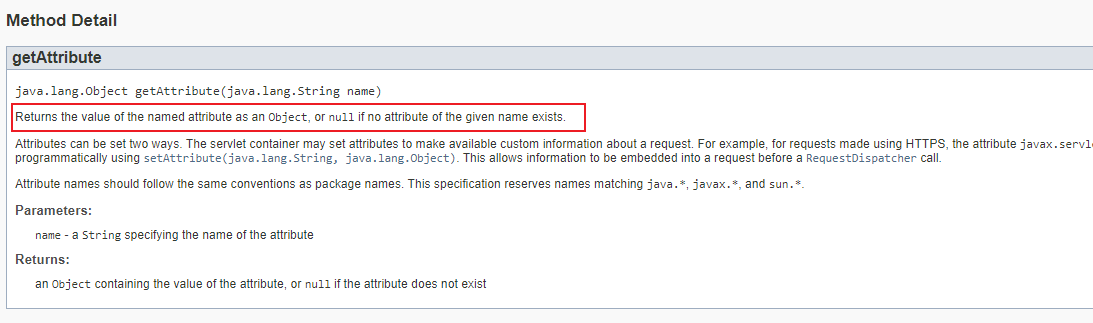 Method Detail
getAttribute
java.lang.Object getAttribute(java.lang.String name)
Returns the value of the named attribute as an Object, or null if no attribute of the given name exists.
Attributes can be set two ways. The servlet container may set attributes to make available custom information about a request. For example, for requests made using HTTPS, the attribute javax.servl
programmatically using setAttribute(java.lang.String, java.lang.Object). This allows information to be embedded into a request before a RequestDispatcher call.
Attribute names should follow the same conventions as package names. This specification reserves names matching java.*, javax.*, and sun.*.
Parameters:
name - a String specifying the name of the attribute
Returns:
an Object containing the value of the attribute, or null if the attribute does not exist